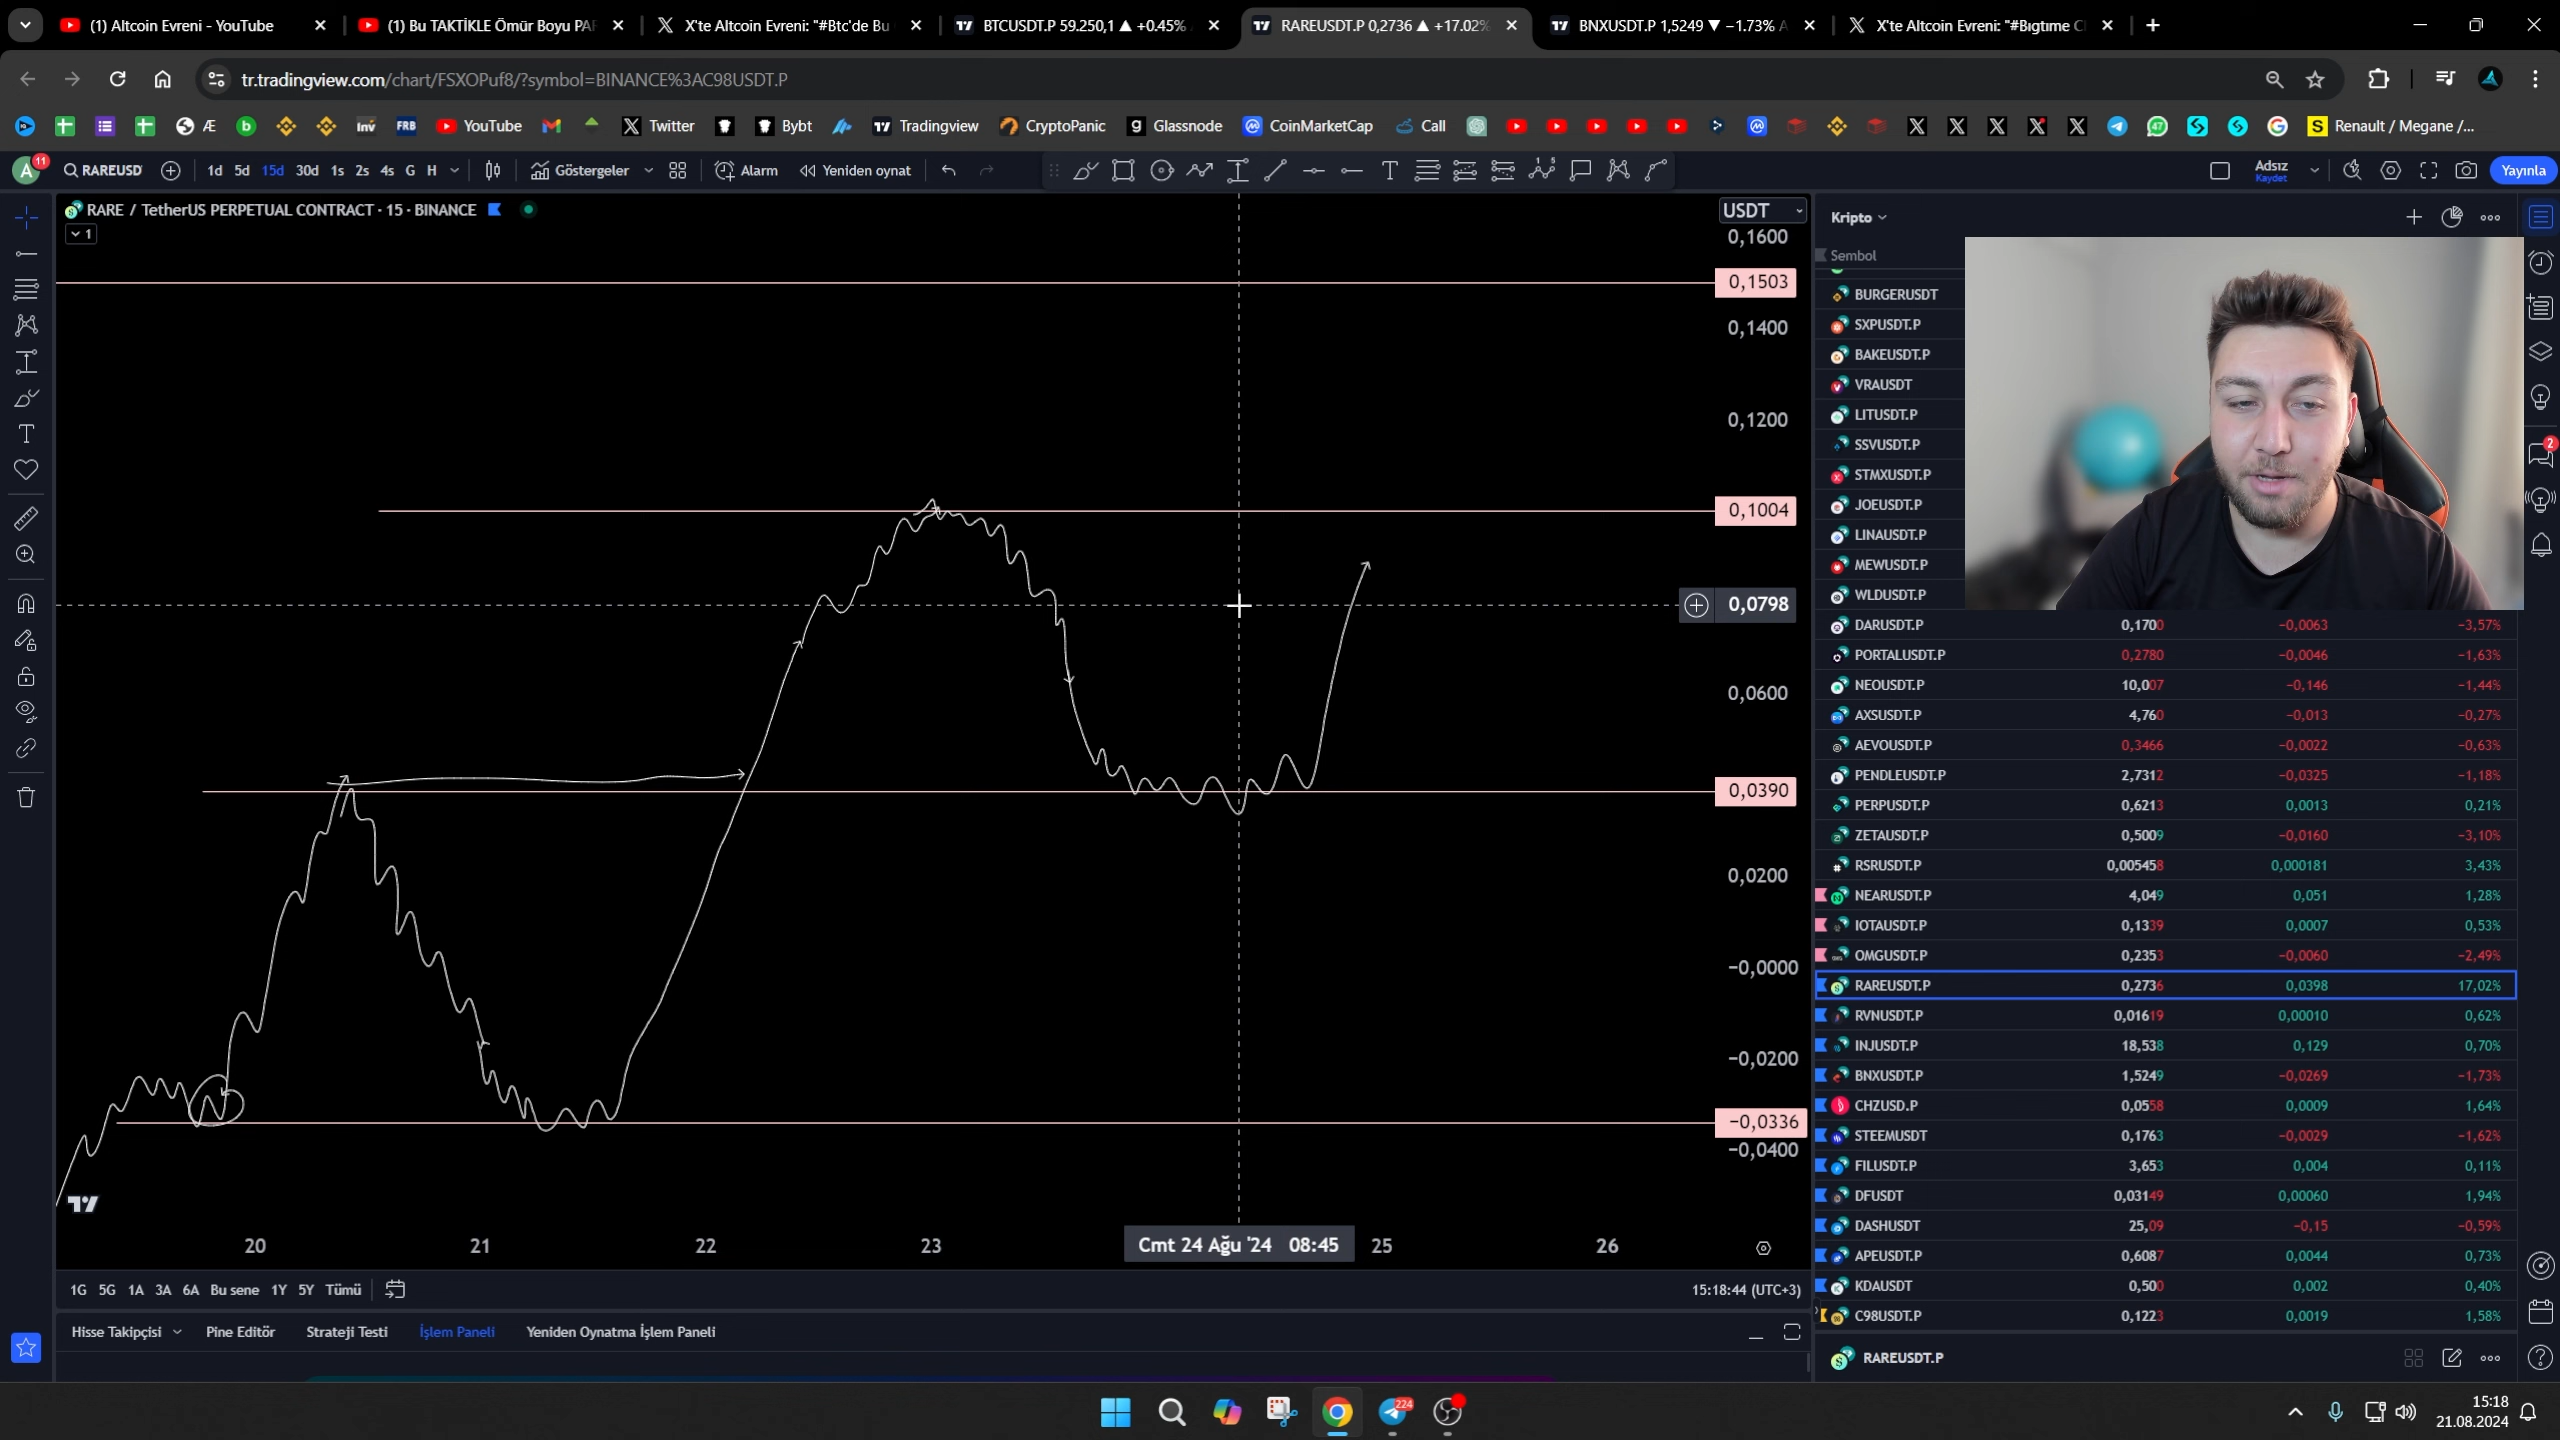 (1) Altcoin Evreni - YouTube
(1) Bu TAKTİKLE Ömür Boyu PAR
X'te Altcoin Evreni: "#Btc'de Bu
BTCUSDT.P 59.250,1 ▲ +0.45%
RAREUSDT.P 0,2736 ▲ +17.02%
BNXUSDT.P 1,5249 ▼ −1.73%
X'te Altcoin Evreni: "#Bıgtıme
tr.tradingview.com/chart/FSXOPuf8/?symbol=BINANCE%3AC98USDT.P
Æ
b
inv
FRB
YouTube
Twitter
Bybt
Tradingview
CryptoPanic
Glassnode
CoinMarketCap
Call
Renault / Megane /...
A
11
RAREUSD
1d
5d
15d
30d
1s
2s
4s
G
H
Göstergeler
Alarm
Yeniden oynat
Adsız
Kaydet
Yayınla
RARE / TetherUS PERPETUAL CONTRACT · 15 · BINANCE
1
USDT
0,1600
0,1503
0,1400
0,1200
0,1004
0,0798
0,0600
0,0390
0,0200
−0,0000
−0,0200
−0,0336
−0,0400
20
21
22
23
Cmt 24 Ağu '24 08:45
25
26
1G
5G
1A
3A
6A
Bu sene
1Y
5Y
Tümü
15:18:44 (UTC+3)
Hisse Takipçisi
Pine Editör
Strateji Testi
İşlem Paneli
Yeniden Oynatma İşlem Paneli
Kripto
Sembol
BURGERUSDT
SXPUSDT.P
BAKEUSDT.P
VRAUSDT
LITUSDT.P
SSVUSDT.P
STMXUSDT.P
JOEUSDT.P
LINAUSDT.P
MEWUSDT.P
WLDUSDT.P
DARUSDT.P 0,1700 −0,0063 −3,57%
PORTALUSDT.P 0,2780 −0,0046 −1,63%
NEOUSDT.P 10,007 −0,146 −1,44%
AXSUSDT.P 4,760 −0,013 −0,27%
AEVOUSDT.P 0,3466 −0,0022 −0,63%
PENDLEUSDT.P 2,7312 −0,0325 −1,18%
PERPUSDT.P 0,6213 0,0013 0,21%
ZETAUSDT.P 0,5009 −0,0160 −3,10%
RSRUSDT.P 0,005458 0,000181 3,43%
NEARUSDT.P 4,049 0,051 1,28%
IOTAUSDT.P 0,1339 0,0007 0,53%
OMGUSDT.P 0,2353 −0,0060 −2,49%
RAREUSDT.P 0,2736 0,0398 17,02%
RVNUSDT.P 0,01619 0,00010 0,62%
INJUSDT.P 18,538 0,129 0,70%
BNXUSDT.P 1,5249 −0,0269 −1,73%
CHZUSD.P 0,0558 0,0009 1,64%
STEEMUSDT 0,1763 −0,0029 −1,62%
FILUSDT.P 3,653 0,004 0,11%
DFUSDT 0,03149 0,00060 1,94%
DASHUSDT 25,09 −0,15 −0,59%
APEUSDT.P 0,6087 0,0044 0,73%
KDAUSDT 0,500 0,002 0,40%
C98USDT.P 0,1223 0,0019 1,58%
RAREUSDT.P
2
224
15:18
21.08.2024